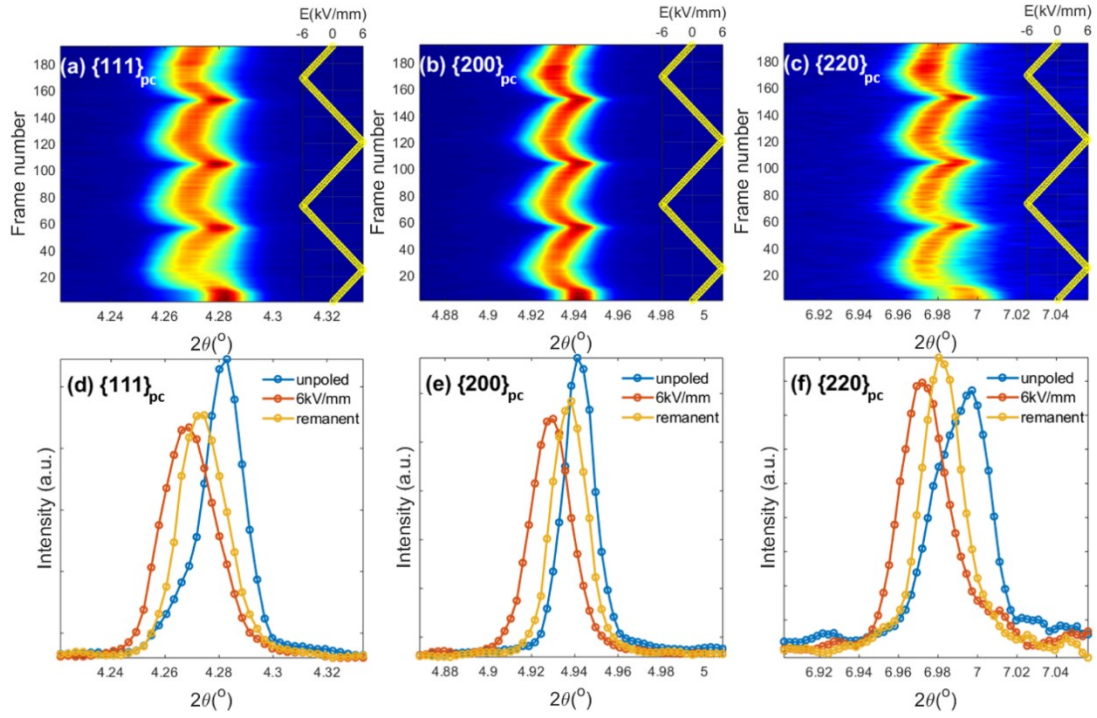 E(kV/mm) E(kV/mm) E(kV/mm)
-6 0 6 -6 0 6 -6 0 6
(a) {111}pc (b) {200}pc (c) {220}pc
180 180 180
160 160 160
140 140 140
120 120 120
100 100 100
80 80 80
60 60 60
40 40 40
20 20 20
Frame number Frame number Frame number
4.24 4.26 4.28 4.3 4.32 4.88 4.9 4.92 4.94 4.96 4.98 5 6.92 6.94 6.96 6.98 7 7.02 7.04
2θ(°) 2θ(°) 2θ(°)
(d) {111}pc (e) {200}pc (f) {220}pc
unpoled unpoled unpoled
6kV/mm 6kV/mm 6kV/mm
remanent remanent remanent
Intensity (a.u.) Intensity (a.u.) Intensity (a.u.)
4.24 4.26 4.28 4.3 4.32 4.88 4.9 4.92 4.94 4.96 4.98 5 6.92 6.94 6.96 6.98 7 7.02 7.04
2θ(°) 2θ(°) 2θ(°)